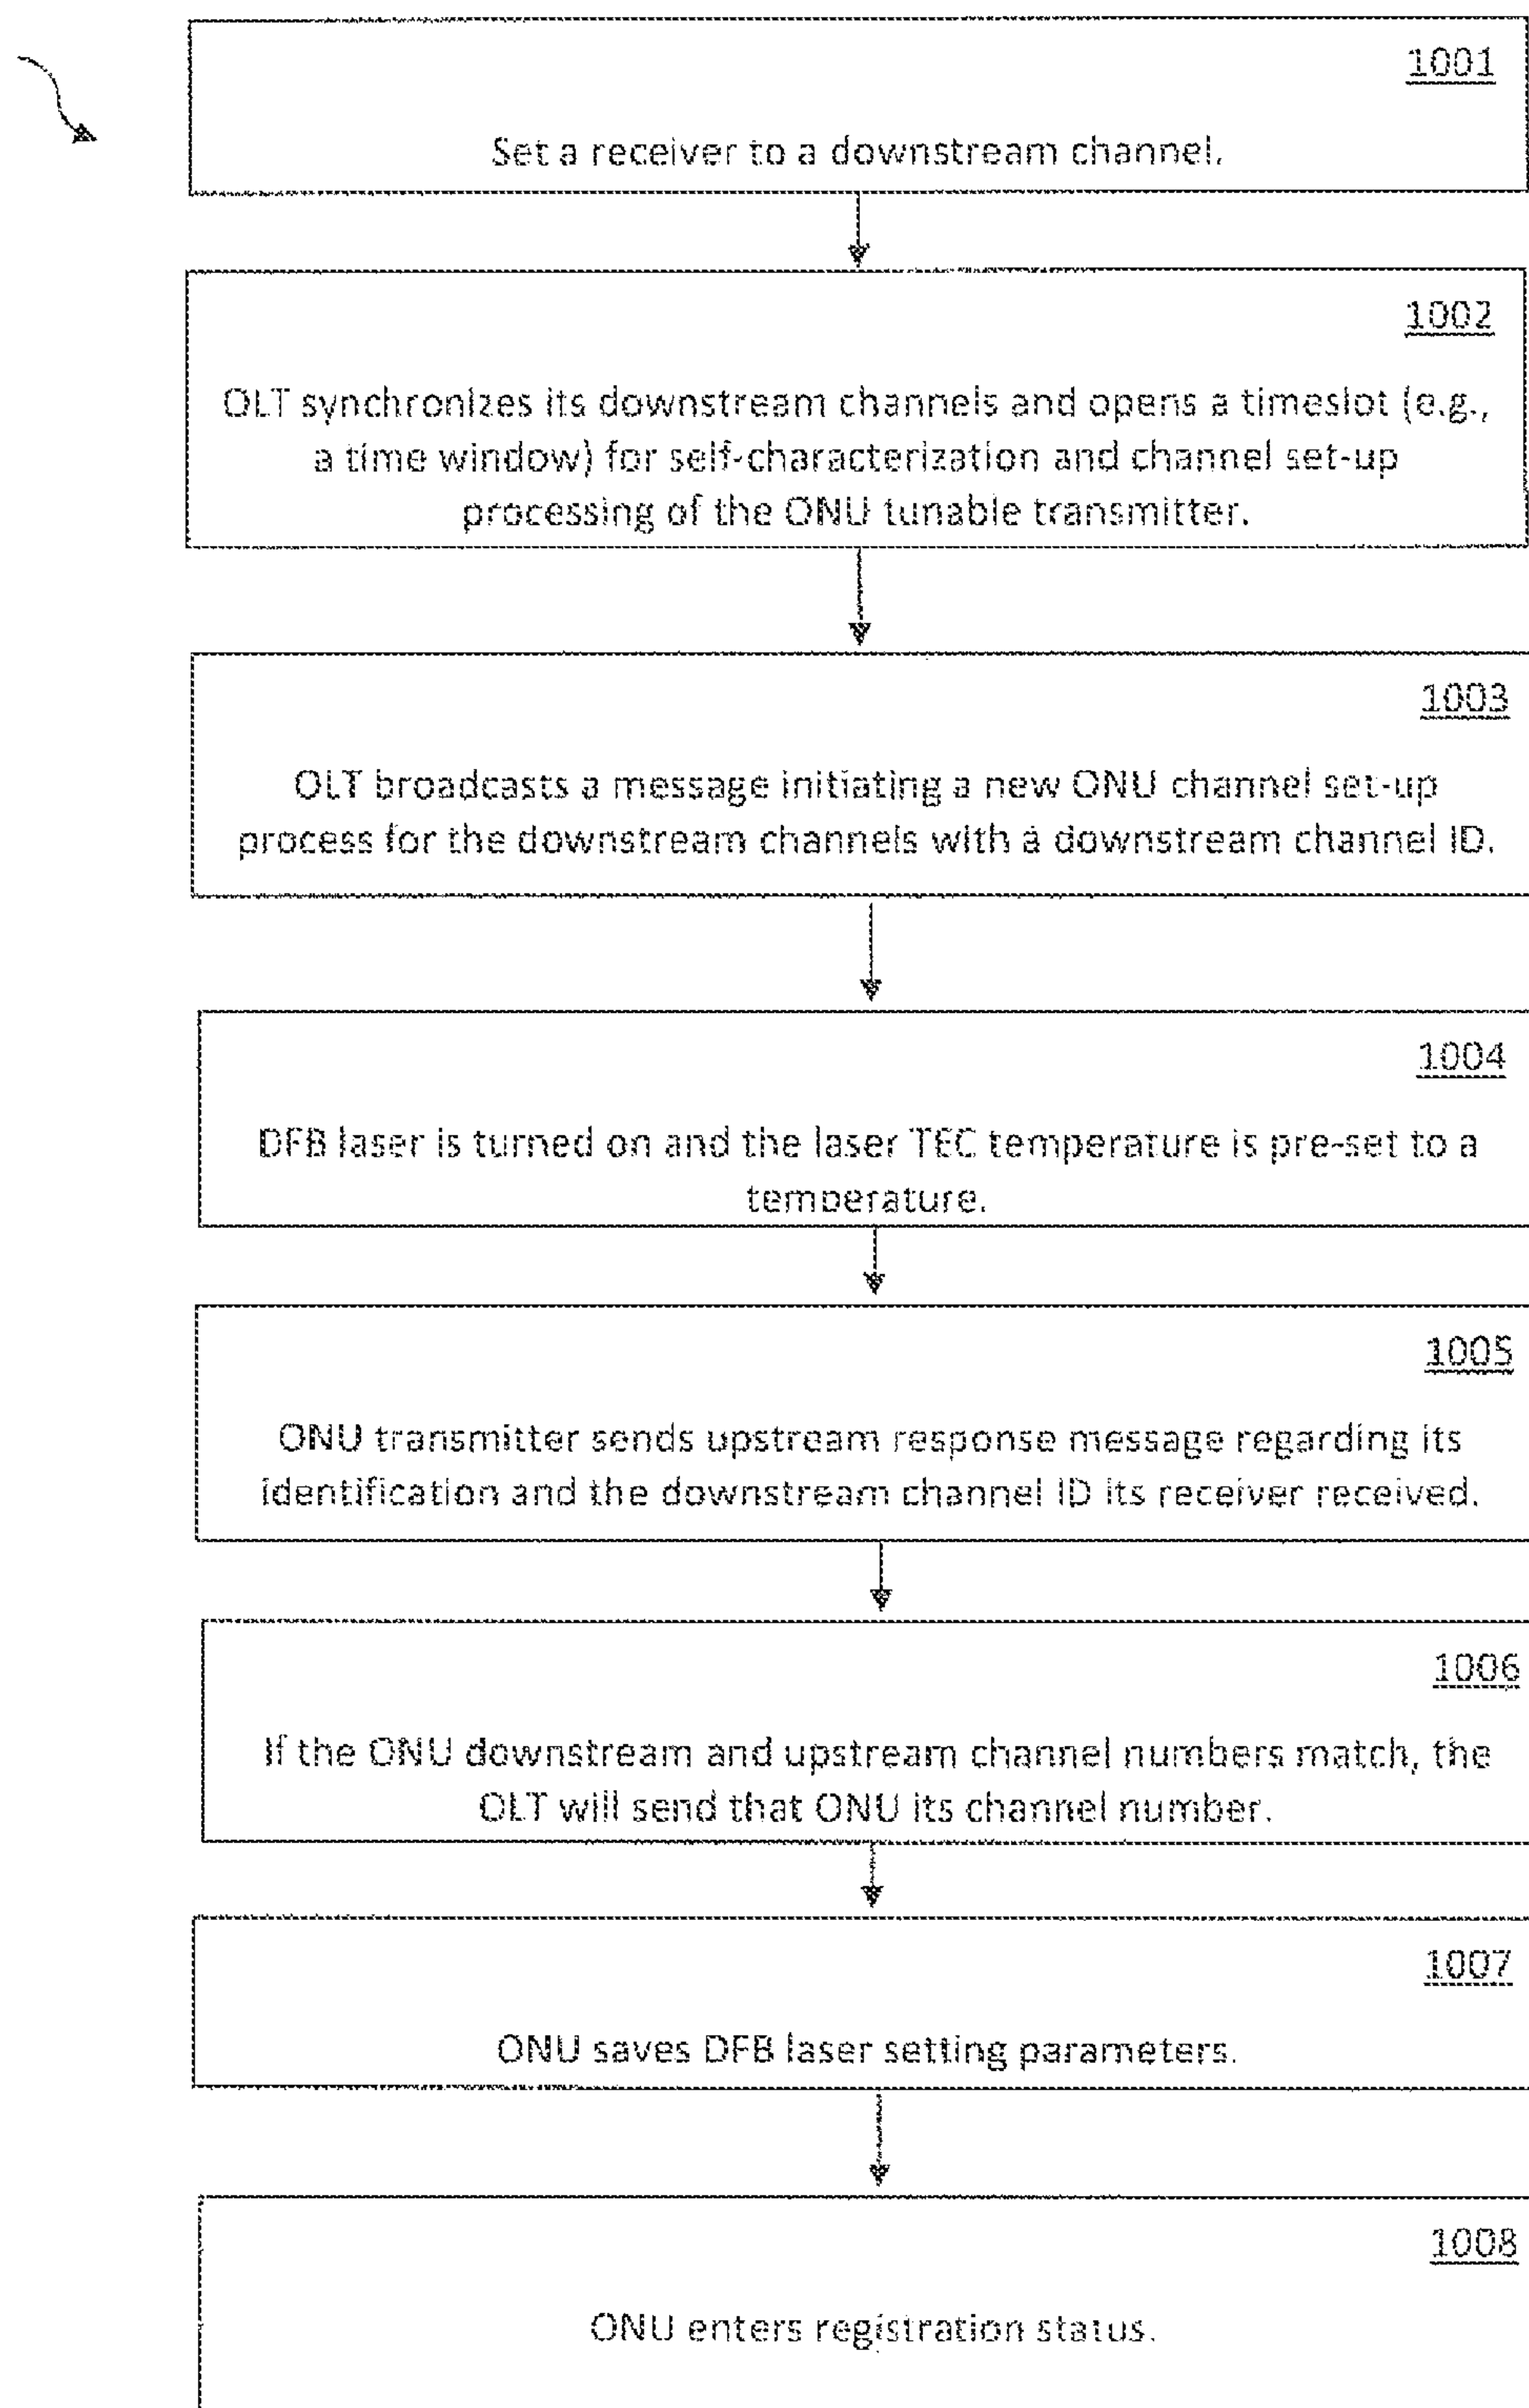 1001
Set a receiver to a downstream channel.
1002
OLT synchronizes its downstream channels and opens a timeslot (e.g.,
a time window) for self-characterization and channel set-up
processing of the ONU tunable transmitter.
1003
OLT broadcasts a message initiating a new ONU channel set-up
process for the downstream channels with a downstream channel ID.
1004
DFB laser is turned on and the laser TEC temperature is pre-set to a
temperature.
1005
ONU transmitter sends upstream response message regarding its
identification and the downstream channel ID its receiver received.
1006
If the ONU downstream and upstream channel numbers match, the
OLT will send that ONU its channel number.
1007
ONU saves DFB laser setting parameters.
1008
ONU enters registration status.